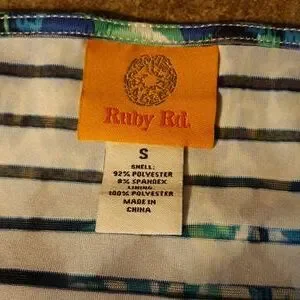 Ruby Rd.
S
SHELL:
92% POLYESTER
8% SPANDEX
LINING:
100% POLYESTER
MADE IN
CHINA